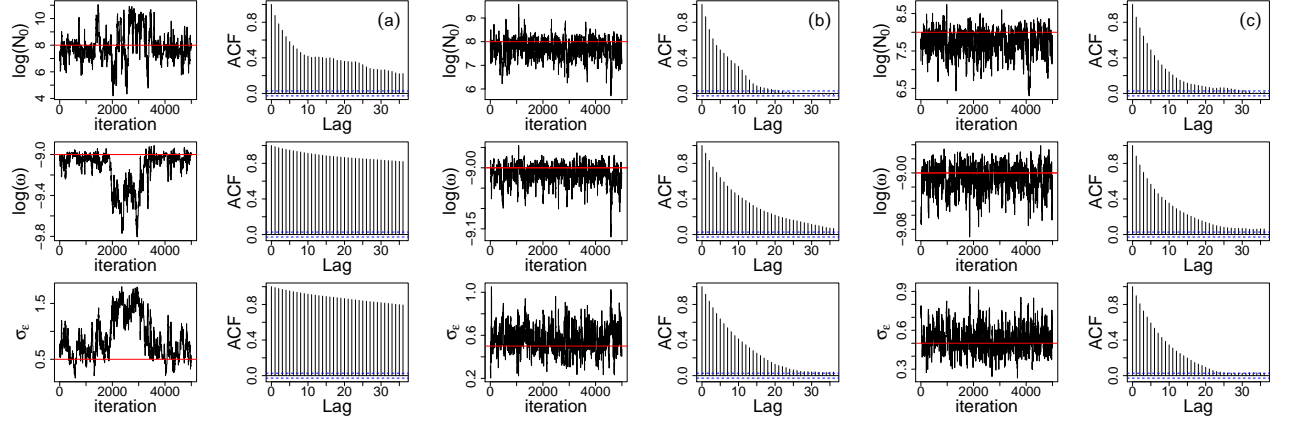 log(N₀)
4 6 8 10
0 2000 4000
iteration
ACF
0.0 0.4 0.8
0 10 20 30
Lag
(a)
log(N₀)
6 7 8 9
0 2000 4000
iteration
ACF
0.0 0.4 0.8
0 10 20 30
Lag
(b)
log(N₀)
6.5 7.5 8.5
0 2000 4000
iteration
ACF
0.0 0.4 0.8
0 10 20 30
Lag
(c)
log(ω)
−9.8 −9.4 −9.0
0 2000 4000
iteration
ACF
0.0 0.4 0.8
0 10 20 30
Lag
log(ω)
−9.15 −9.00
0 2000 4000
iteration
ACF
0.0 0.4 0.8
0 10 20 30
Lag
log(ω)
−9.08 −9.00
0 2000 4000
iteration
ACF
0.0 0.4 0.8
0 10 20 30
Lag
σε
0.5 1.5
0 2000 4000
iteration
ACF
0.0 0.4 0.8
0 10 20 30
Lag
σε
0.2 0.6 1.0
0 2000 4000
iteration
ACF
0.0 0.4 0.8
0 10 20 30
Lag
σε
0.3 0.6 0.9
0 2000 4000
iteration
ACF
0.0 0.4 0.8
0 10 20 30
Lag